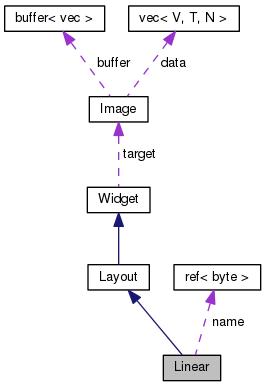 buffer< vec >
vec< V, T, N >
buffer
data
Image
target
Widget
Layout
ref< byte >
name
Linear